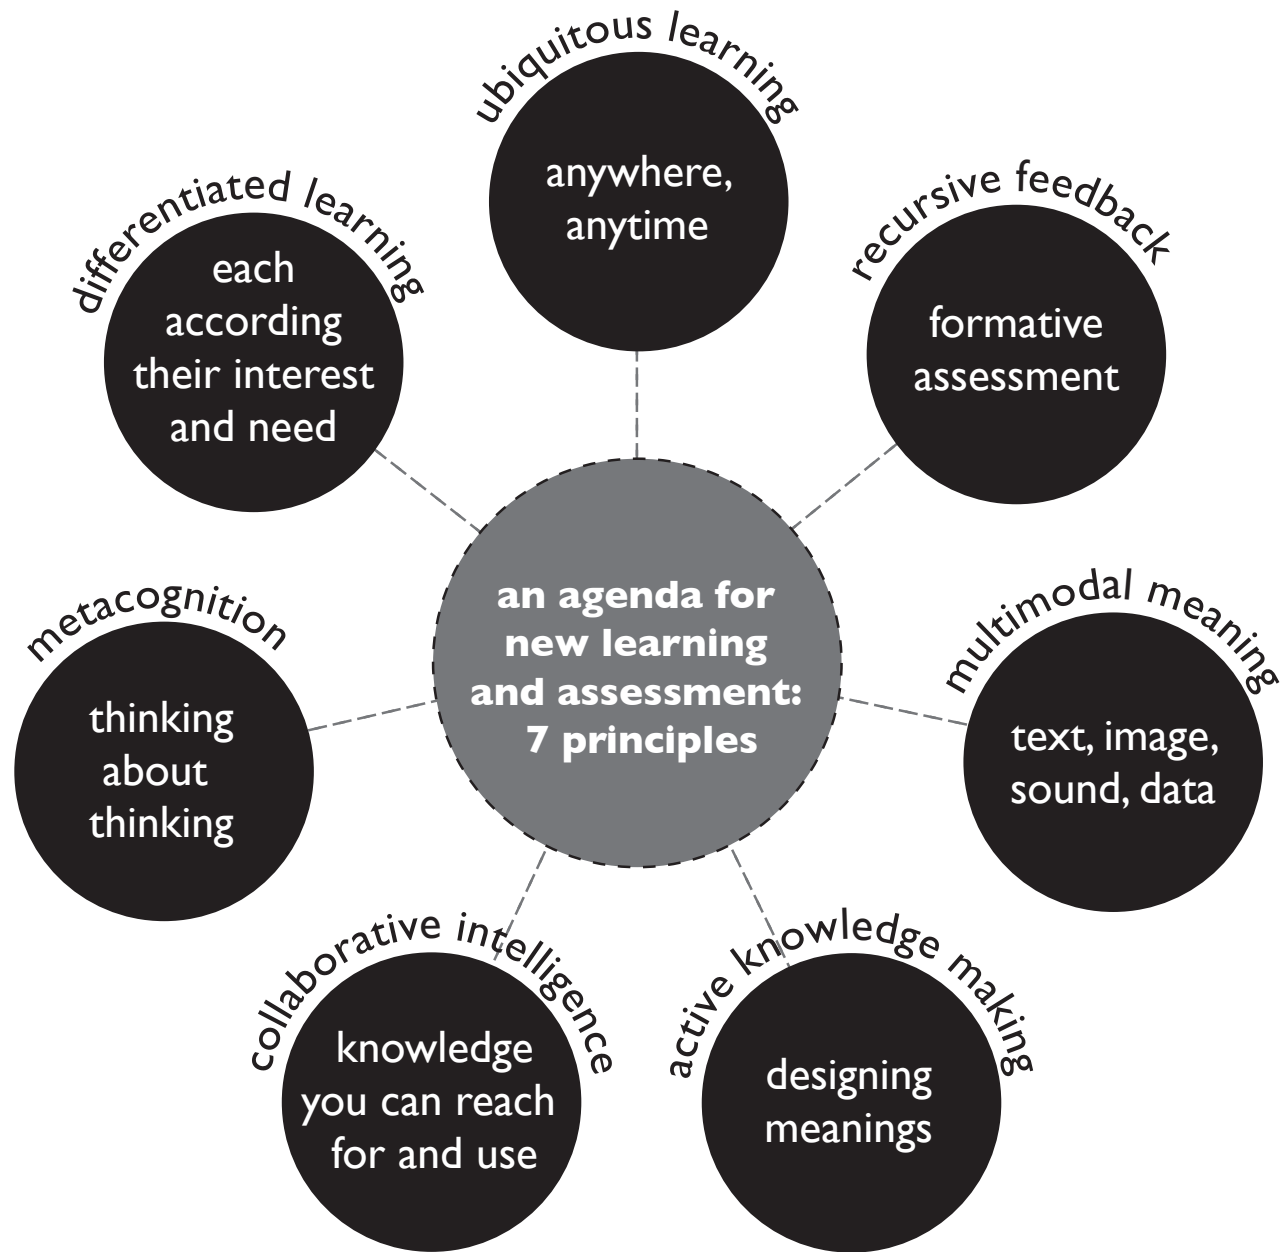 ubiquitous learning
anywhere,
anytime
recursive feedback
formative
assessment
multimodal meaning
text, image,
sound, data
active knowledge making
designing
meanings
collaborative intelligence
knowledge
you can reach
for and use
metacognition
thinking
about
thinking
differentiated learning
each
according
their interest
and need
an agenda for
new learning
and assessment:
7 principles